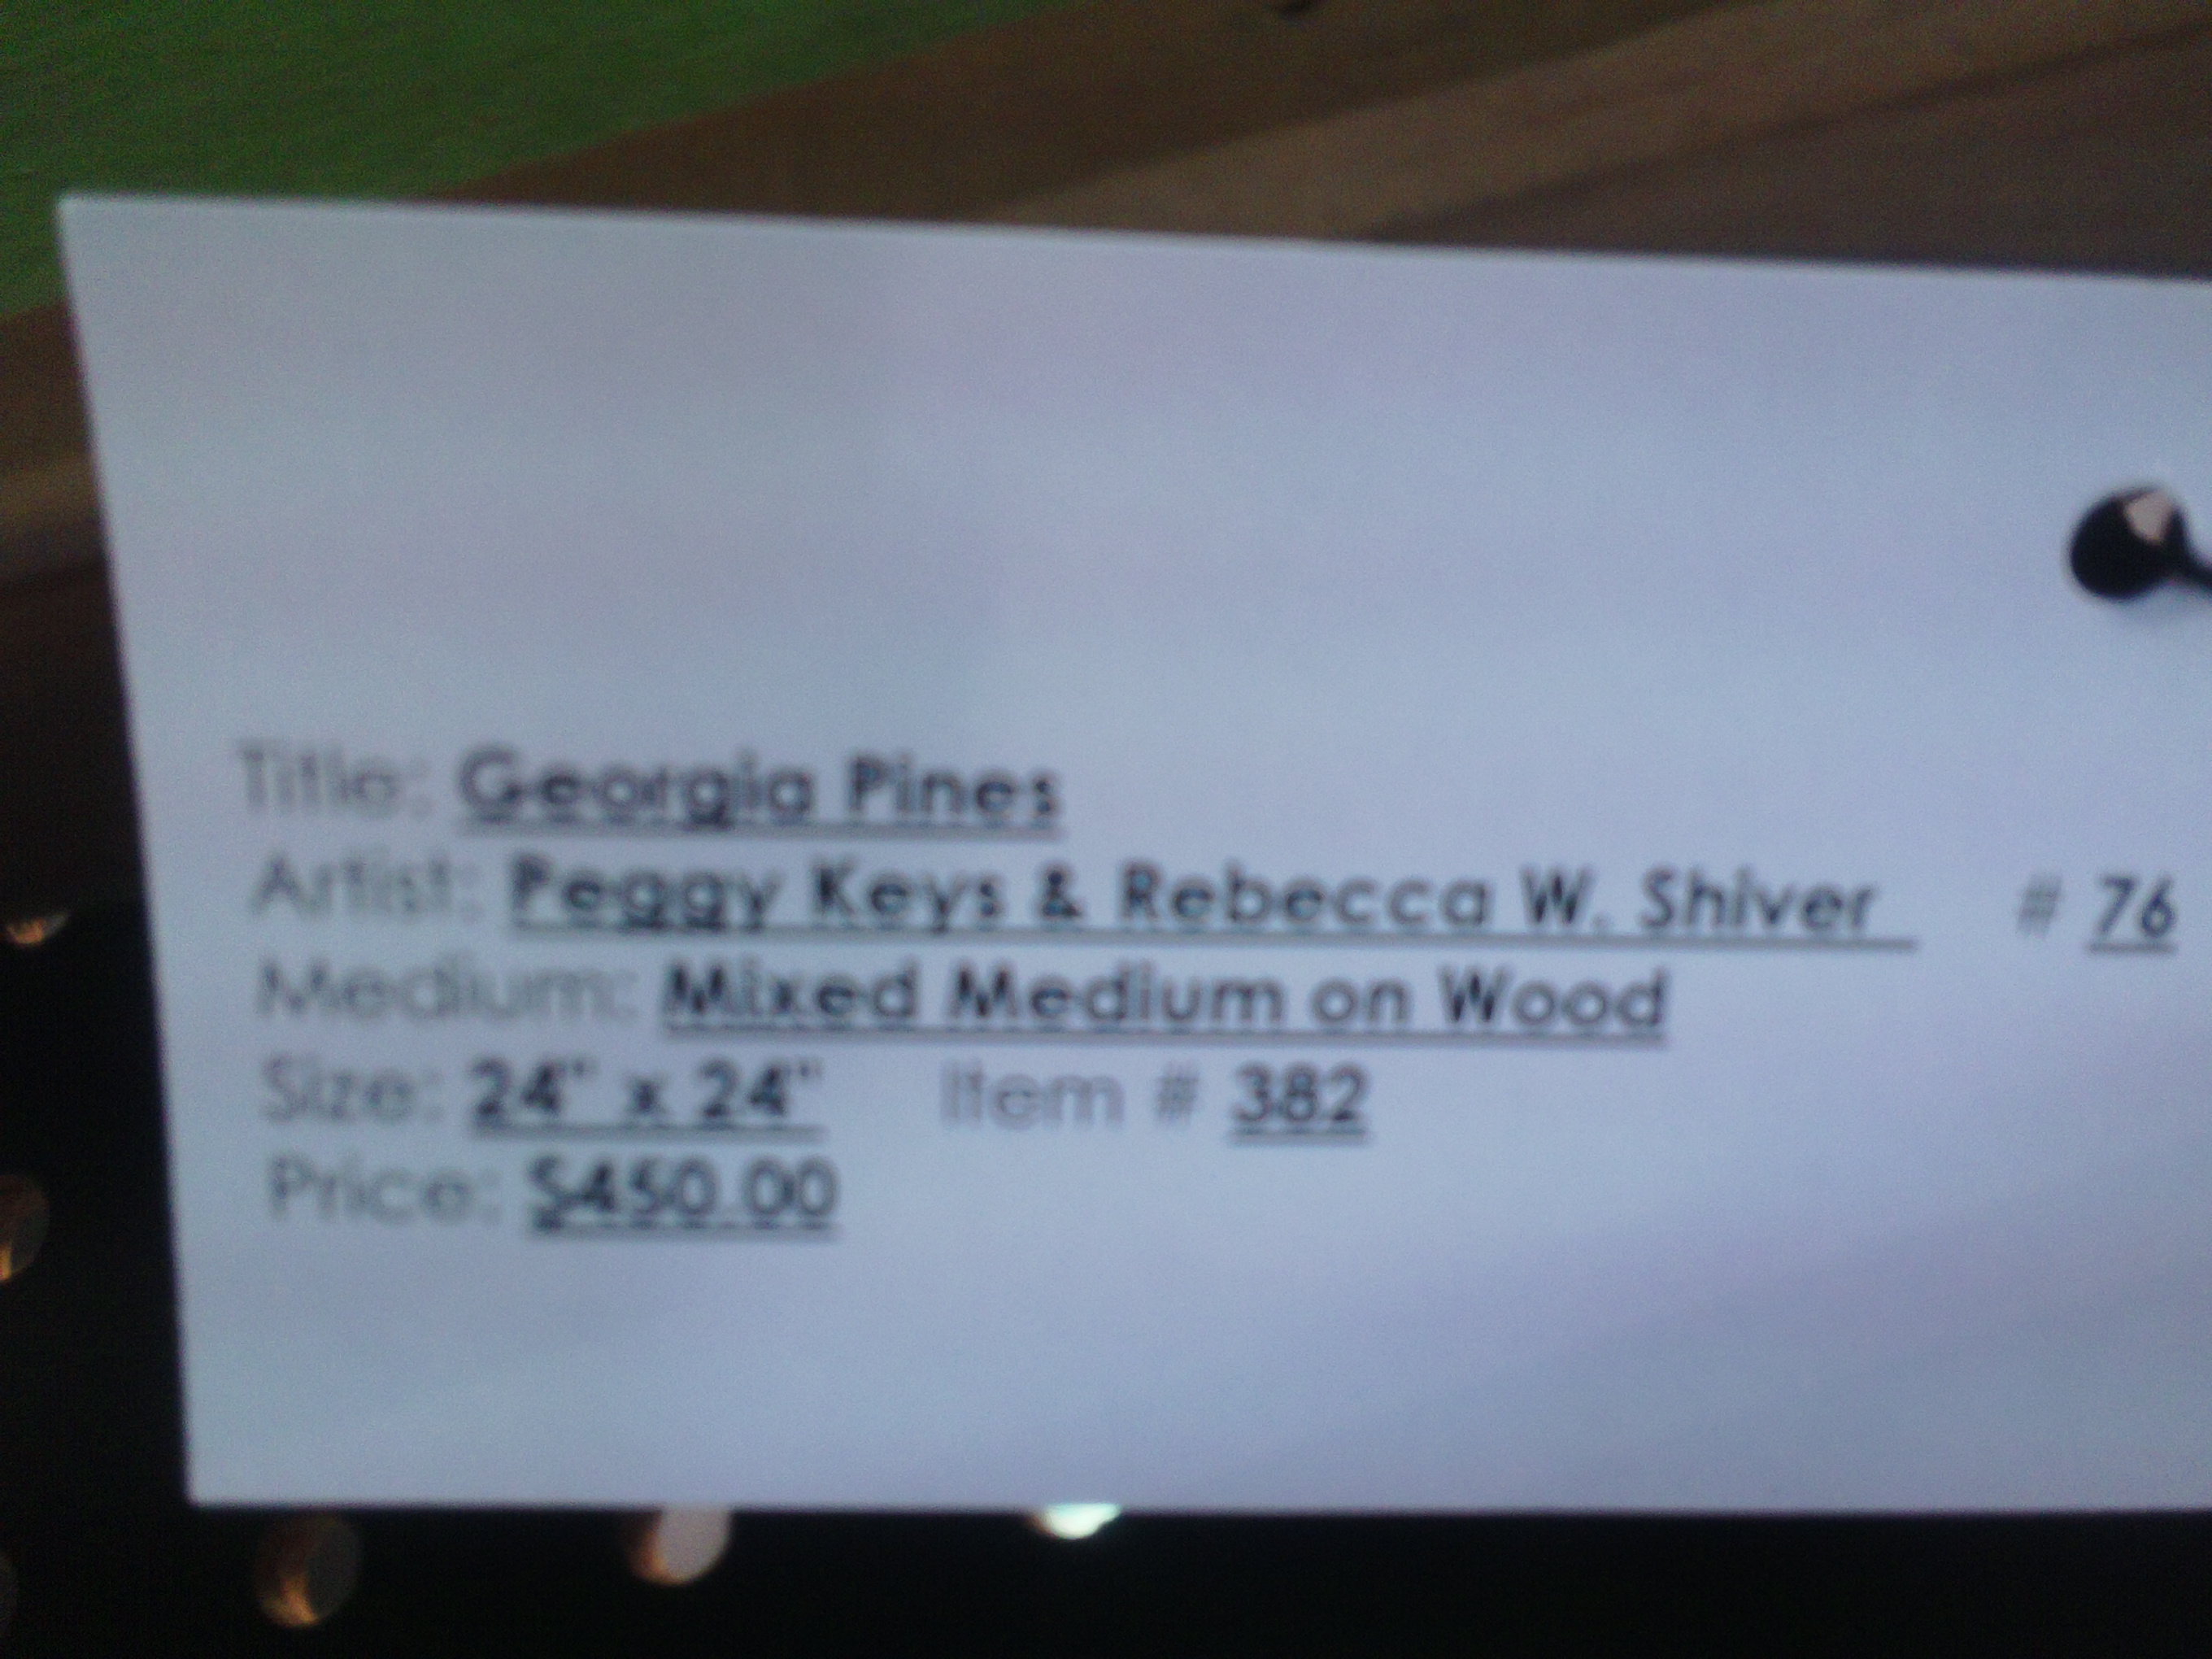 Title: Georgia Pines
Artist: Peggy Keys & Rebecca W. Shiver # 76
Medium: Mixed Medium on Wood
Size: 24" x 24" Item # 382
Price: $450.00